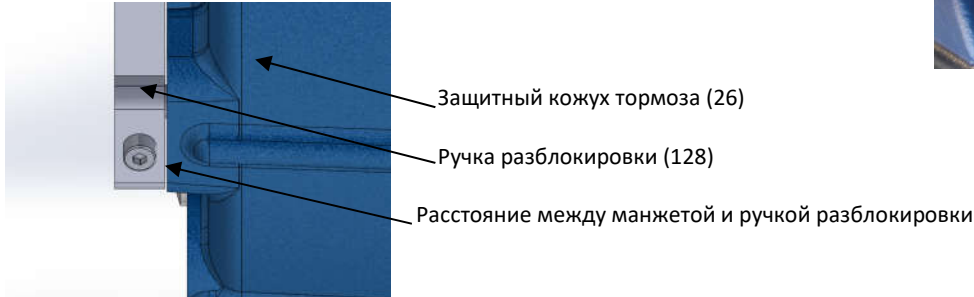 Защитный кожух тормоза (26)
Ручка разблокировки (128)
Расстояние между манжетой и ручкой разблокировки